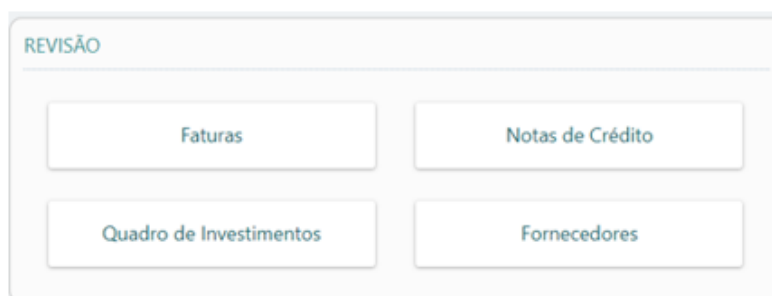 REVISÃO
Faturas
Notas de Crédito
Quadro de Investimentos
Fornecedores